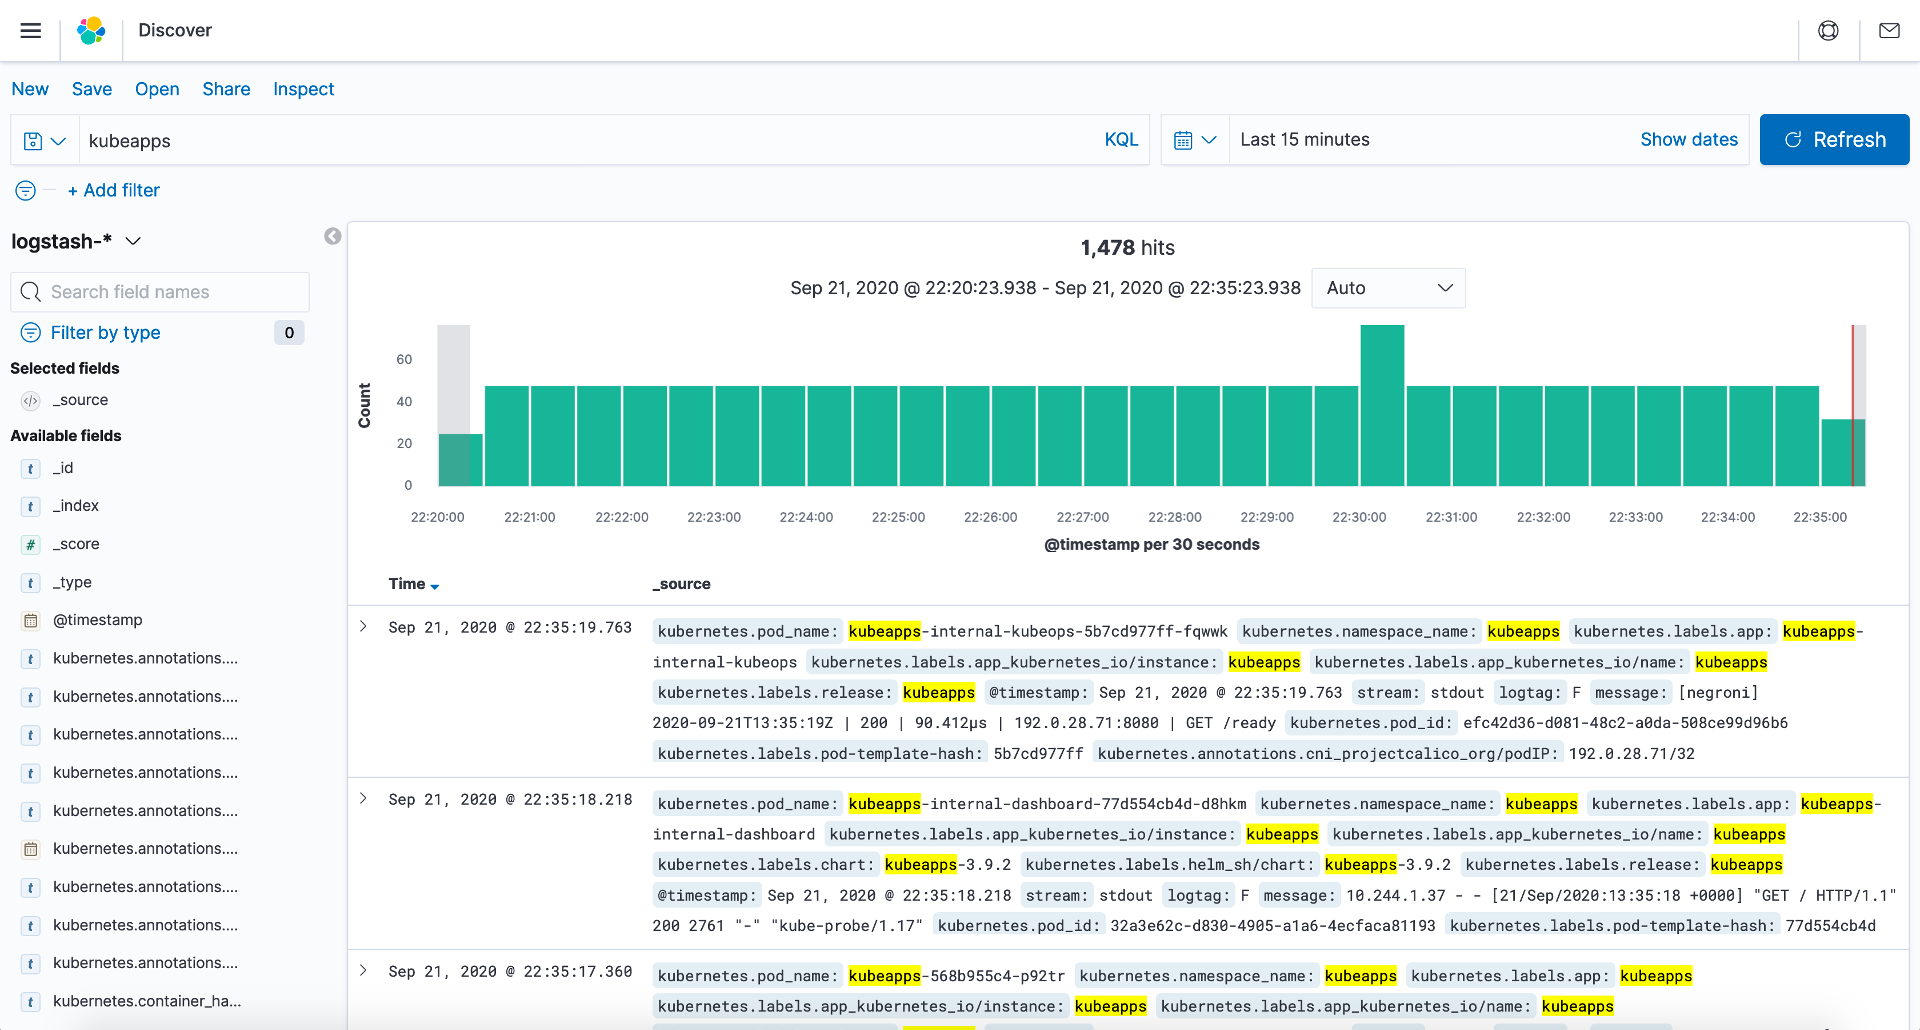 Discover
New Save Open Share Inspect
kubeapps KQL Last 15 minutes Show dates Refresh
+ Add filter
logstash-*
Search field names
Filter by type 0
Selected fields
_source
Available fields
t _id
t _index
# _score
t _type
@timestamp
t kubernetes.annotations....
t kubernetes.annotations....
t kubernetes.annotations....
t kubernetes.annotations....
t kubernetes.annotations....
kubernetes.annotations....
t kubernetes.annotations....
t kubernetes.annotations....
t kubernetes.annotations....
t kubernetes.container_ha...
1,478 hits
Sep 21, 2020 @ 22:20:23.938 - Sep 21, 2020 @ 22:35:23.938 Auto
Count
60
40
20
0
22:20:00 22:21:00 22:22:00 22:23:00 22:24:00 22:25:00 22:26:00 22:27:00 22:28:00 22:29:00 22:30:00 22:31:00 22:32:00 22:33:00 22:34:00 22:35:00
@timestamp per 30 seconds
Time _source
Sep 21, 2020 @ 22:35:19.763 kubernetes.pod_name: kubeapps-internal-kubeops-5b7cd977ff-fqwwk kubernetes.namespace_name: kubeapps kubernetes.labels.app: kubeapps-
internal-kubeops kubernetes.labels.app_kubernetes_io/instance: kubeapps kubernetes.labels.app_kubernetes_io/name: kubeapps
kubernetes.labels.release: kubeapps @timestamp: Sep 21, 2020 @ 22:35:19.763 stream: stdout logtag: F message: [negroni]
2020-09-21T13:35:19Z | 200 | 90.412µs | 192.0.28.71:8080 | GET /ready kubernetes.pod_id: efc42d36-d081-48c2-a0da-508ce99d96b6
kubernetes.labels.pod-template-hash: 5b7cd977ff kubernetes.annotations.cni_projectcalico_org/podIP: 192.0.28.71/32
Sep 21, 2020 @ 22:35:18.218 kubernetes.pod_name: kubeapps-internal-dashboard-77d554cb4d-d8hkm kubernetes.namespace_name: kubeapps kubernetes.labels.app: kubeapps-
internal-dashboard kubernetes.labels.app_kubernetes_io/instance: kubeapps kubernetes.labels.app_kubernetes_io/name: kubeapps
kubernetes.labels.chart: kubeapps-3.9.2 kubernetes.labels.helm_sh/chart: kubeapps-3.9.2 kubernetes.labels.release: kubeapps
@timestamp: Sep 21, 2020 @ 22:35:18.218 stream: stdout logtag: F message: 10.244.1.37 - - [21/Sep/2020:13:35:18 +0000] "GET / HTTP/1.1"
200 2761 "-" "kube-probe/1.17" kubernetes.pod_id: 32a3e62c-d830-4905-a1a6-4ecfaca81193 kubernetes.labels.pod-template-hash: 77d554cb4d
Sep 21, 2020 @ 22:35:17.360 kubernetes.pod_name: kubeapps-568b955c4-p92tr kubernetes.namespace_name: kubeapps kubernetes.labels.app: kubeapps
kubernetes.labels.app_kubernetes_io/instance: kubeapps kubernetes.labels.app_kubernetes_io/name: kubeapps